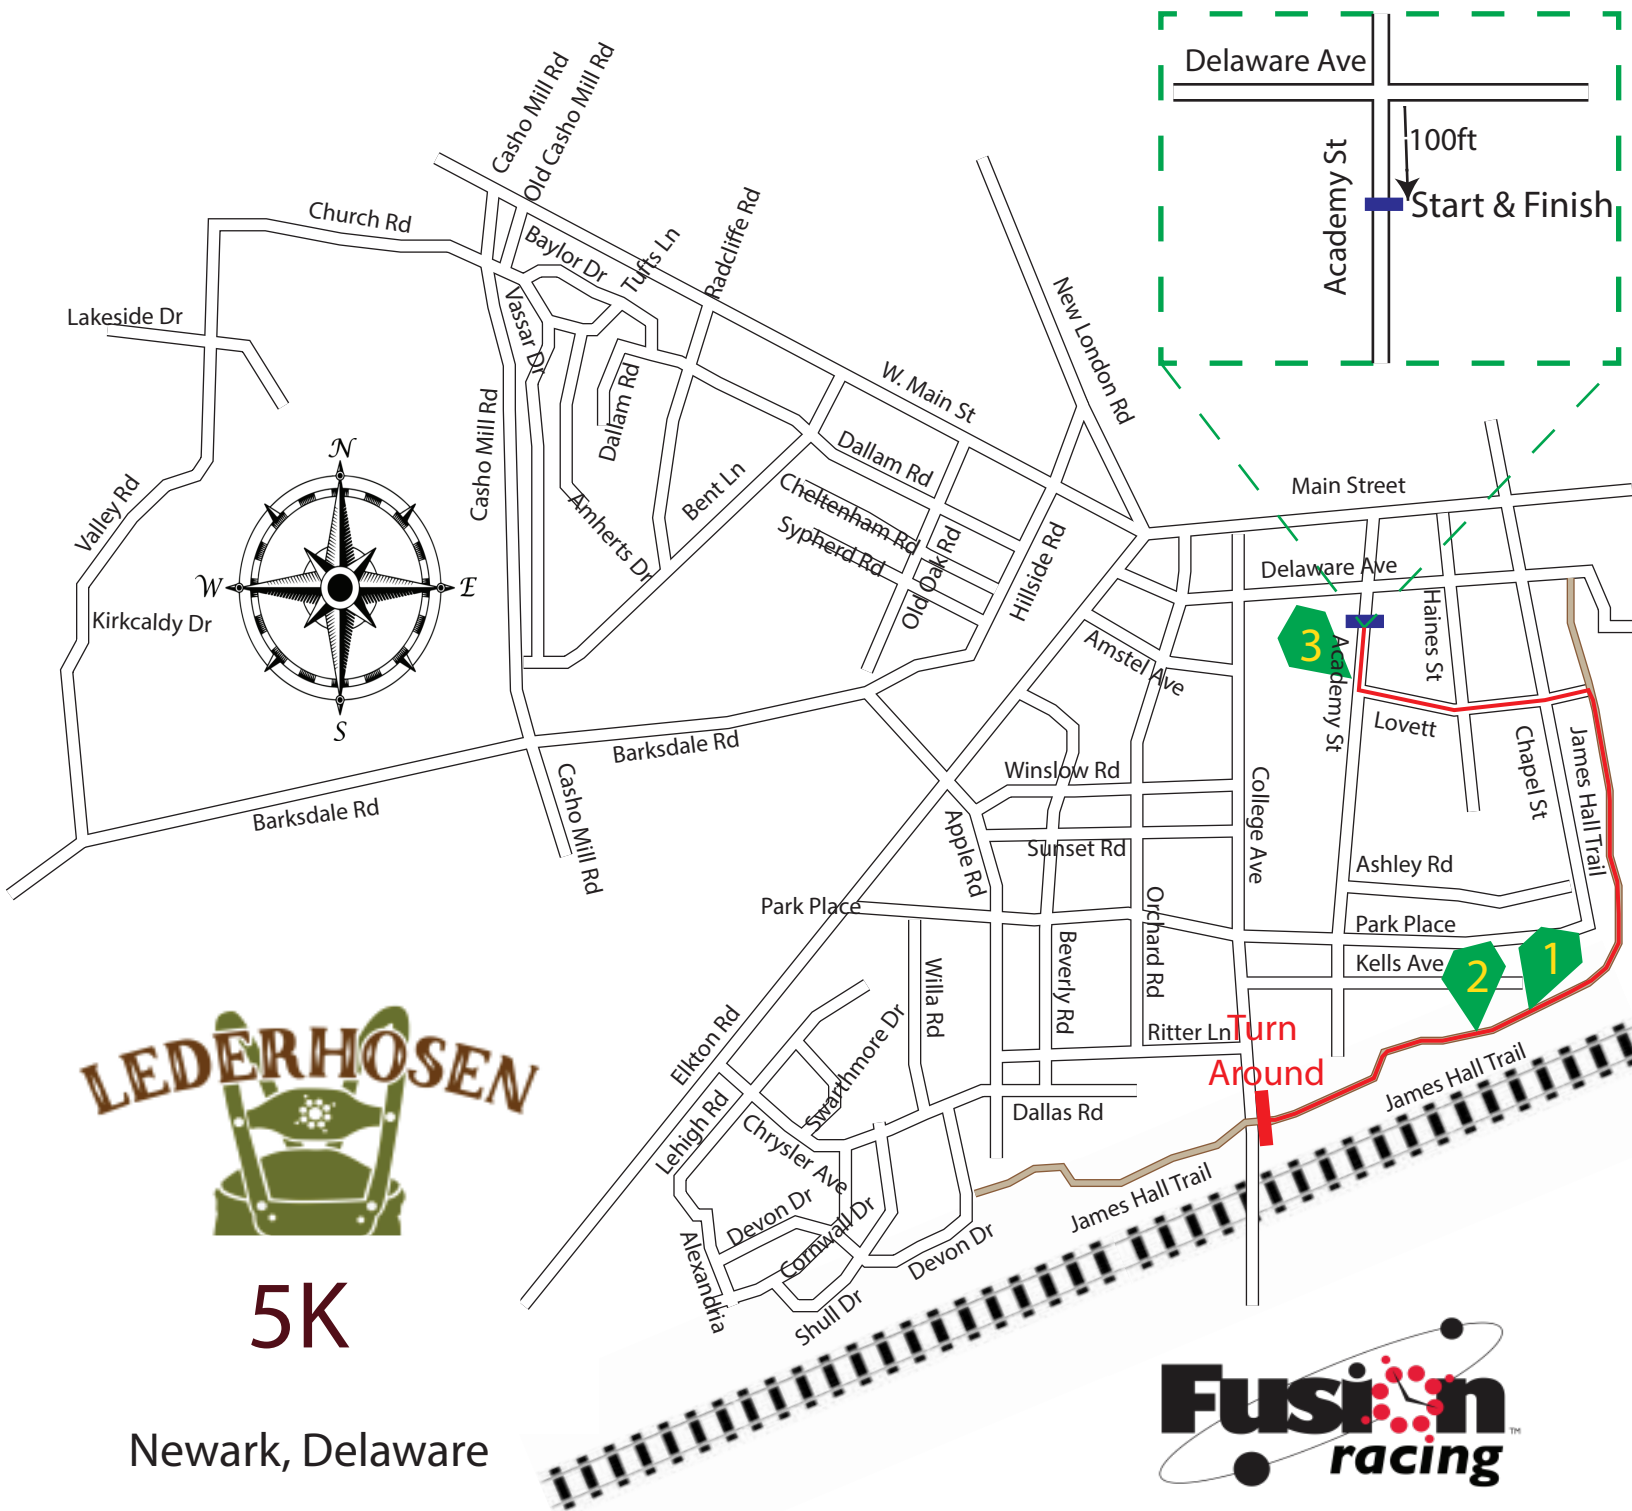 Delaware Ave
100ft
Academy St
Start & Finish
Casho Mill Rd
Old Casho Mill Rd
Church Rd
Baylor Dr
Tufts Ln
Radcliffe Rd
Lakeside Dr
Vassar Dr
New London Rd
W. Main St
Dallam Rd
Casho Mill Rd
Dallam Rd
Main Street
Valley Rd
Bent Ln
Cheltenham Rd
Sypherd Rd
Amherts Dr
Old Oak Rd
Hillside Rd
Delaware Ave
N
W
E
S
Kirkcaldy Dr
Haines St
3
Academy St
Amstel Ave
Lovett
Barksdale Rd
Barksdale Rd
Casho Mill Rd
Winslow Rd
Sunset Rd
Apple Rd
College Ave
Chapel St
James Hall Trail
Ashley Rd
Park Place
Park Place
Kells Ave
2
1
Willa Rd
Beverly Rd
Orchard Rd
Ritter Ln
Turn
Around
Elkton Rd
Swarthmore Dr
Lehigh Rd
Chrysler Ave
Dallas Rd
James Hall Trail
James Hall Trail
Devon Dr
Cornwall Dr
Devon Dr
Alexandria
Shull Dr
LEDERHOSEN
5K
Newark, Delaware
Fusion
racing
TM